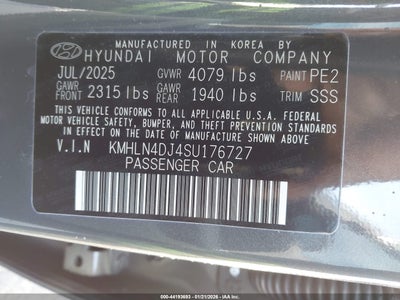 MANUFACTURED IN KOREA BY
HYUNDAI MOTOR COMPANY
JUL/2025 GVWR 4079 lbs PAINT PE2
GAWR FRONT 2315 lbs GAWR REAR 1940 lbs TRIM SSS
THIS VEHICLE CONFORMS TO ALL APPLICABLE U.S.A. FEDERAL
MOTOR VEHICLE SAFETY, BUMPER, AND THEFT PREVENTION STANDARDS
IN EFFECT ON THE DATE OF MANUFACTURE SHOWN ABOVE.
V.I.N KMHLN4DJ4SU176727
PASSENGER CAR
000-44193693 - 01/21/2026 - IAA Inc.